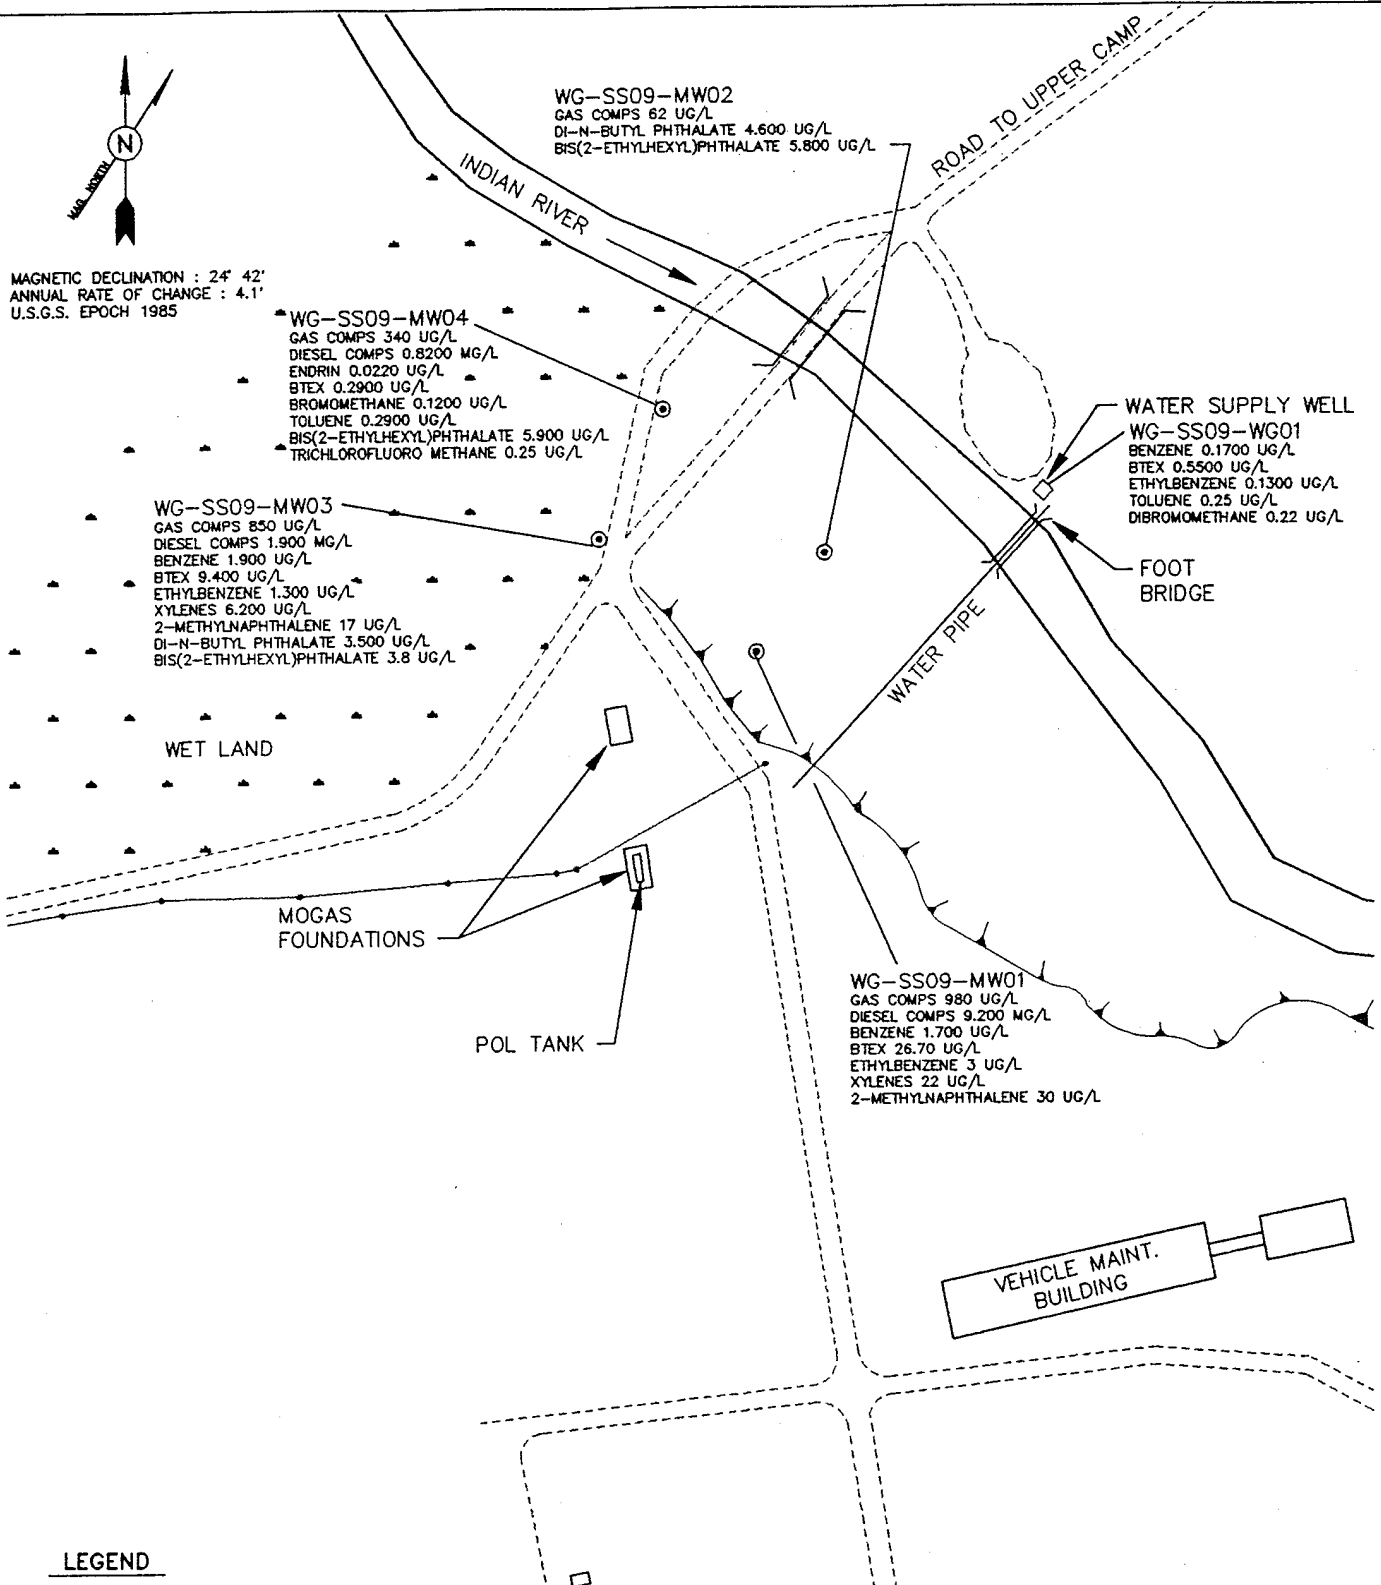 ROAD TO UPPER CAMP
WG-SS09-MW02
GAS COMPS 62 UG/L
DI-N-BUTYL PHTHALATE 4.600 UG/L
BIS(2-ETHYLHEXYL)PHTHALATE 5.800 UG/L
N
MAG. NORTH
INDIAN RIVER
MAGNETIC DECLINATION : 24° 42'
ANNUAL RATE OF CHANGE : 4.1'
U.S.G.S. EPOCH 1985
WG-SS09-MW04
GAS COMPS 340 UG/L
DIESEL COMPS 0.8200 MG/L
ENDRIN 0.0220 UG/L
BTEX 0.2900 UG/L
BROMOMETHANE 0.1200 UG/L
TOLUENE 0.2900 UG/L
BIS(2-ETHYLHEXYL)PHTHALATE 5.900 UG/L
TRICHLOROFLUORO METHANE 0.25 UG/L
WATER SUPPLY WELL
WG-SS09-WG01
BENZENE 0.1700 UG/L
BTEX 0.5500 UG/L
ETHYLBENZENE 0.1300 UG/L
TOLUENE 0.25 UG/L
DIBROMOMETHANE 0.22 UG/L
WG-SS09-MW03
GAS COMPS 850 UG/L
DIESEL COMPS 1.900 MG/L
BENZENE 1.900 UG/L
BTEX 9.400 UG/L
ETHYLBENZENE 1.300 UG/L
XYLENES 6.200 UG/L
2-METHYLNAPHTHALENE 17 UG/L
DI-N-BUTYL PHTHALATE 3.500 UG/L
BIS(2-ETHYLHEXYL)PHTHALATE 3.8 UG/L
FOOT
BRIDGE
WATER PIPE
WET LAND
MOGAS
FOUNDATIONS
POL TANK
WG-SS09-MW01
GAS COMPS 980 UG/L
DIESEL COMPS 9.200 MG/L
BENZENE 1.700 UG/L
BTEX 26.70 UG/L
ETHYLBENZENE 3 UG/L
XYLENES 22 UG/L
2-METHYLNAPHTHALENE 30 UG/L
VEHICLE MAINT.
BUILDING
LEGEND